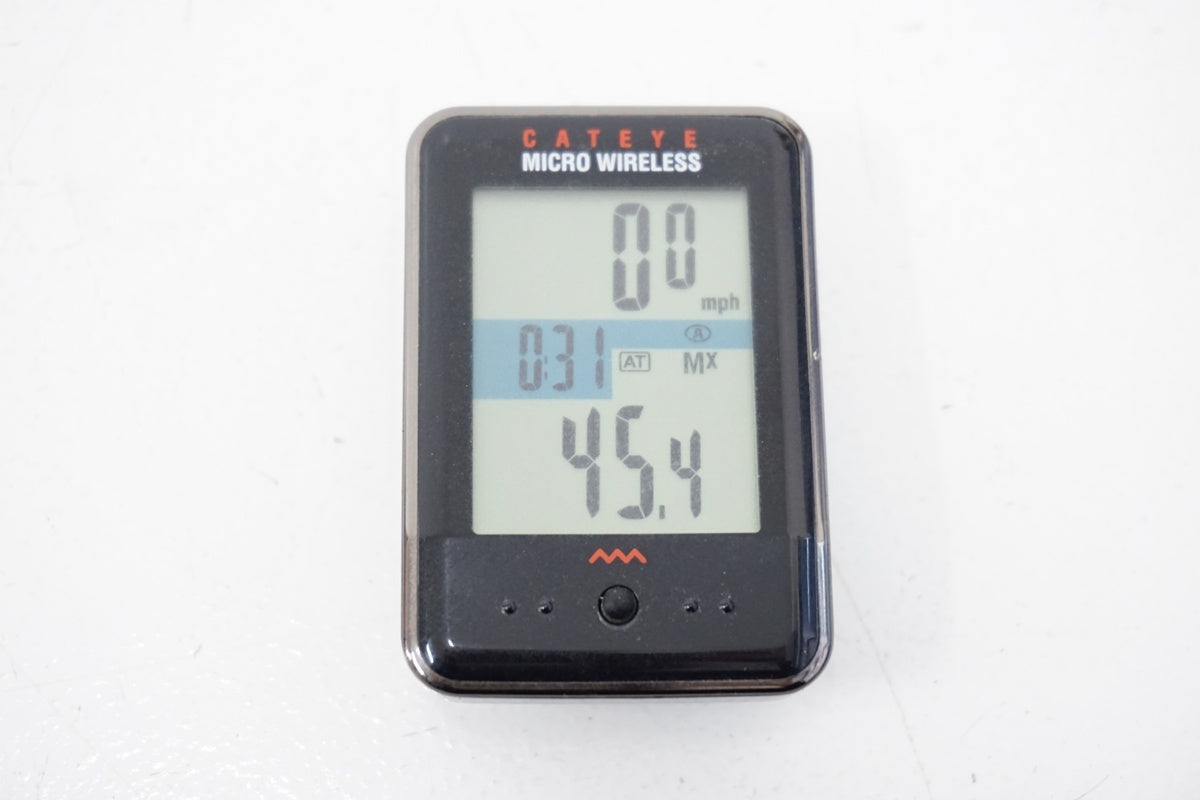 CATEYE
MICRO WIRELESS
00
mph
0:31 AT A
MX
45.4